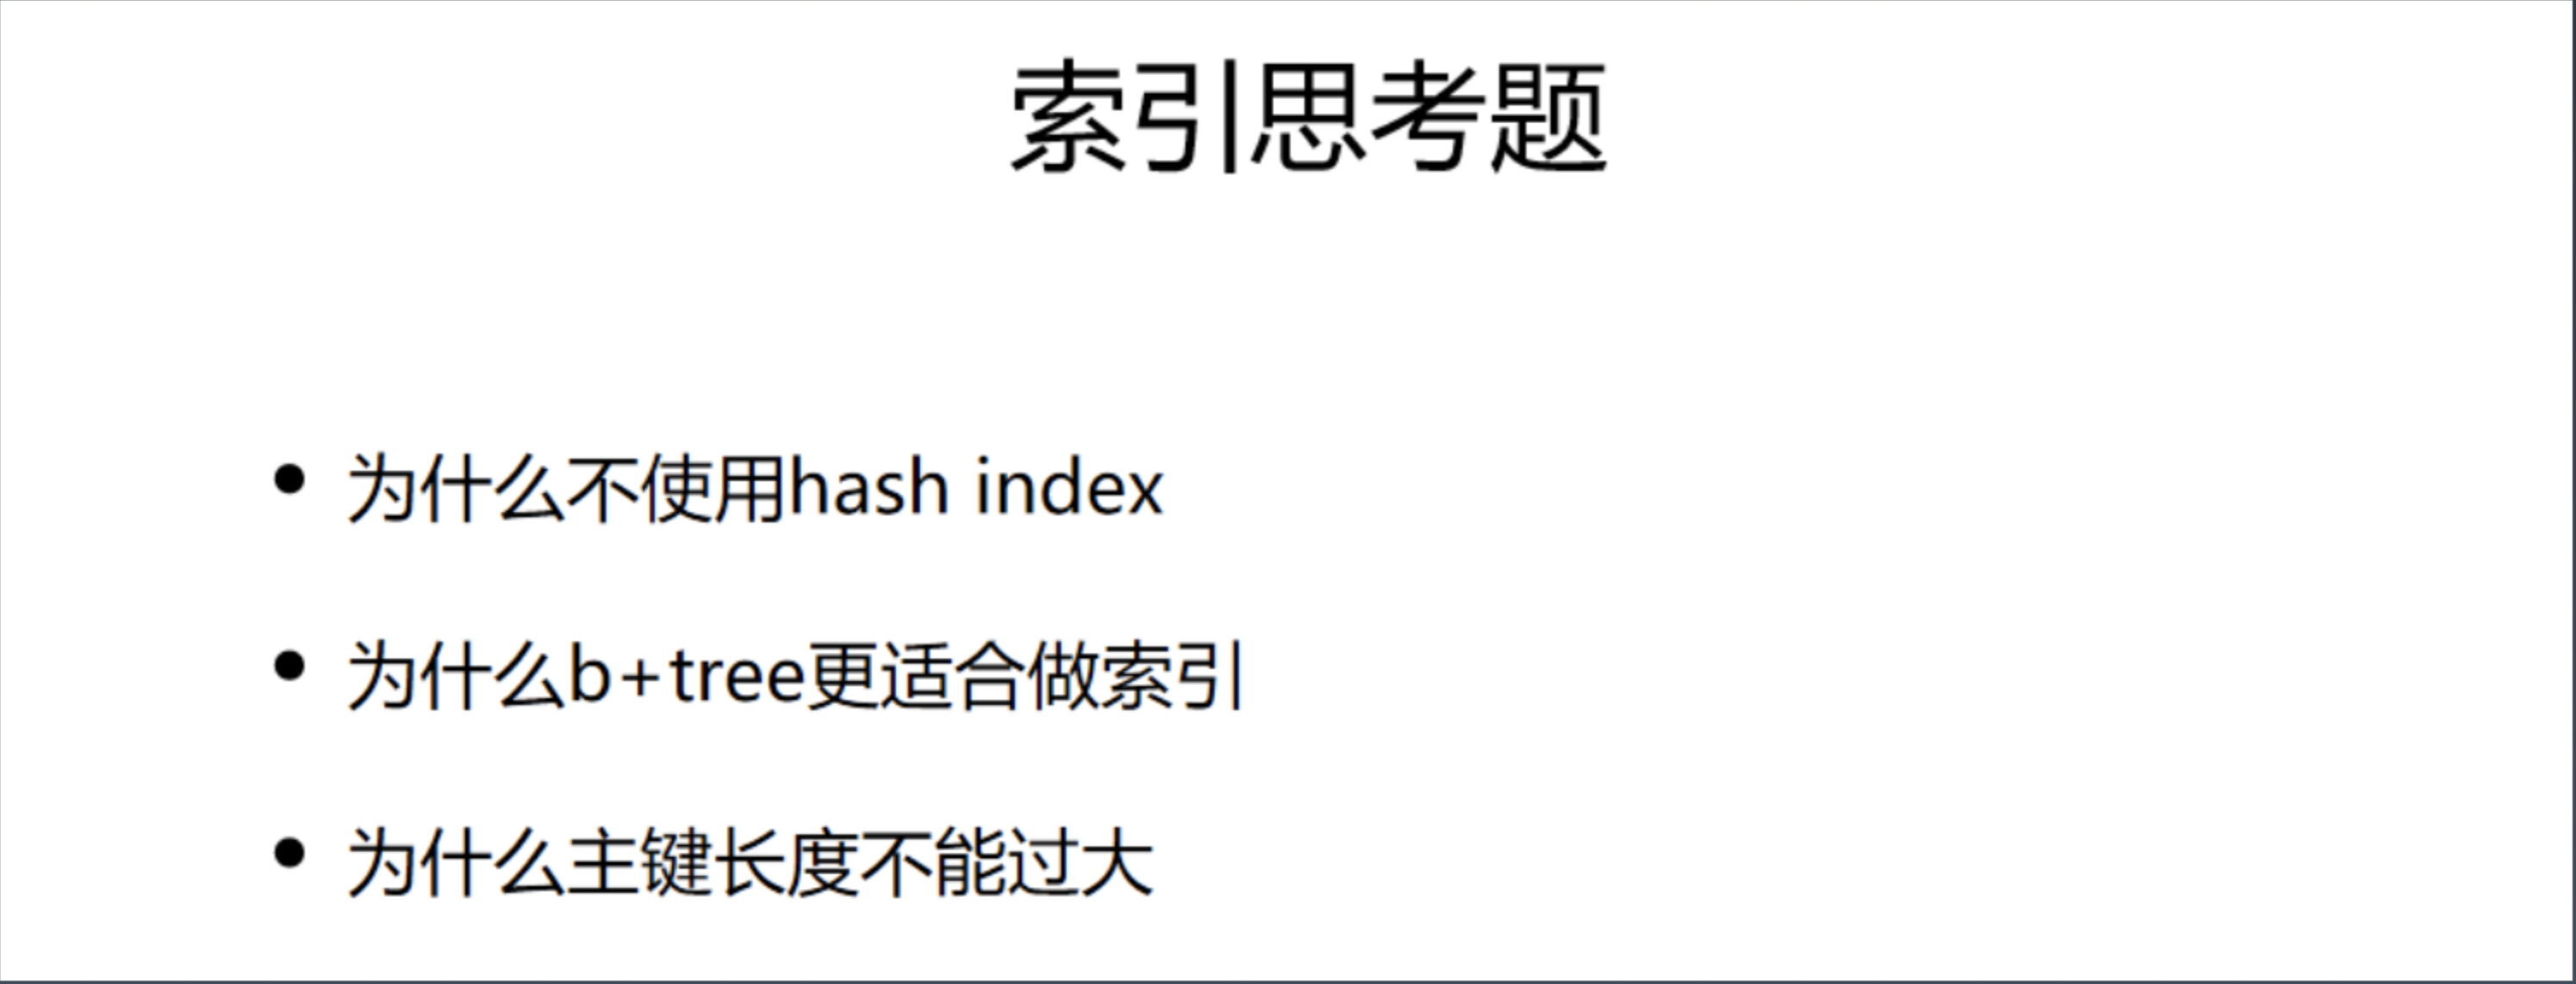 索引思考题
• 为什么不使用hash index
• 为什么b+tree更适合做索引
• 为什么主键长度不能过大